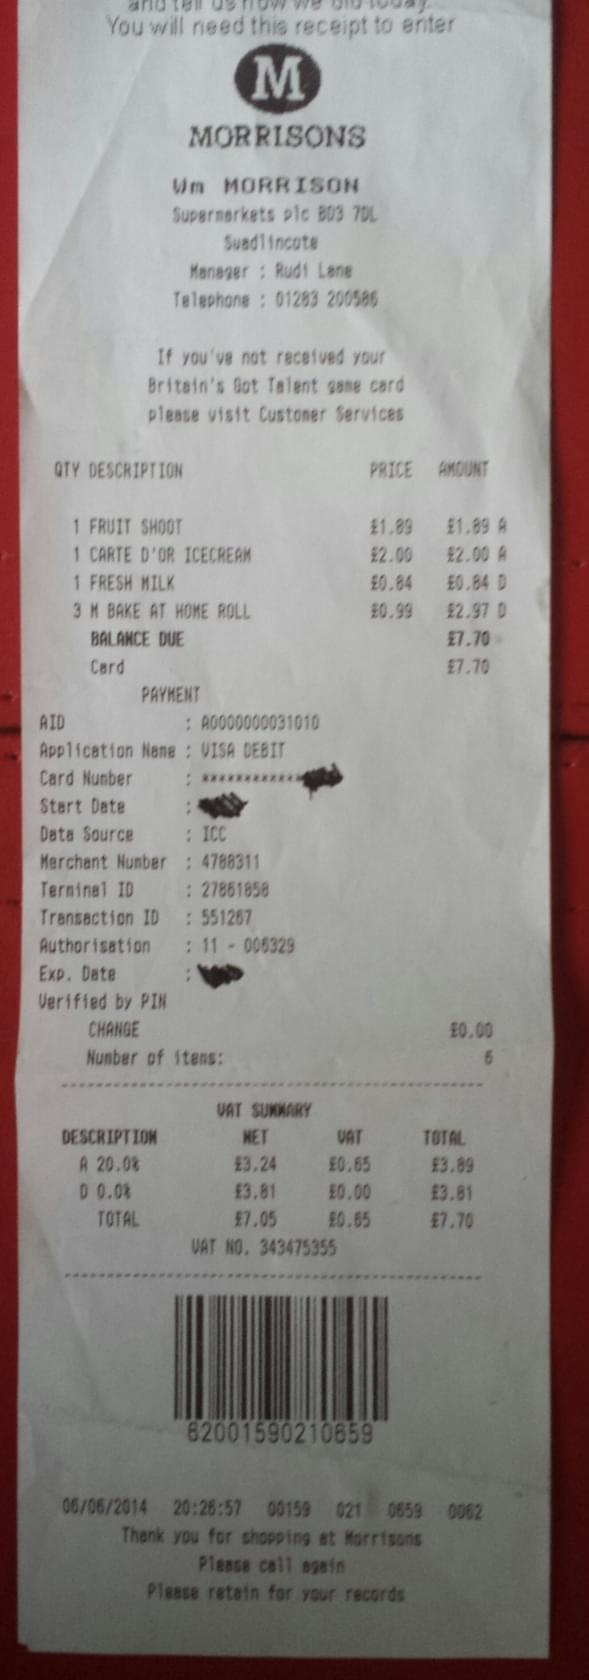 and tell us how we did today.
You will need this receipt to enter
M
MORRISONS
Wm MORRISON
Supermarkets plc BD3 7DL
Swadlincote
Manager : Rudi Lane
Telephone : 01283 200586
If you've not received your
Britain's Got Talent game card
please visit Customer Services
QTY DESCRIPTION PRICE AMOUNT
1 FRUIT SHOOT £1.89 £1.89 A
1 CARTE D'OR ICECREAM £2.00 £2.00 A
1 FRESH MILK £0.84 £0.84 D
3 M BAKE AT HOME ROLL £0.99 £2.97 D
BALANCE DUE £7.70
Card £7.70
PAYMENT
AID : A0000000031010
Application Name : VISA DEBIT
Card Number : ************
Start Date :
Data Source : ICC
Merchant Number : 4788311
Terminal ID : 27861858
Transaction ID : 551267
Authorisation : 11 - 006329
Exp. Date :
Verified by PIN
CHANGE £0.00
Number of items: 6
VAT SUMMARY
DESCRIPTION NET VAT TOTAL
A 20.0% £3.24 £0.65 £3.89
D 0.0% £3.81 £0.00 £3.81
TOTAL £7.05 £0.65 £7.70
VAT NO. 343475355
62001590210659
06/06/2014 20:26:57 00159 021 0659 0062
Thank you for shopping at Morrisons
Please call again
Please retain for your records